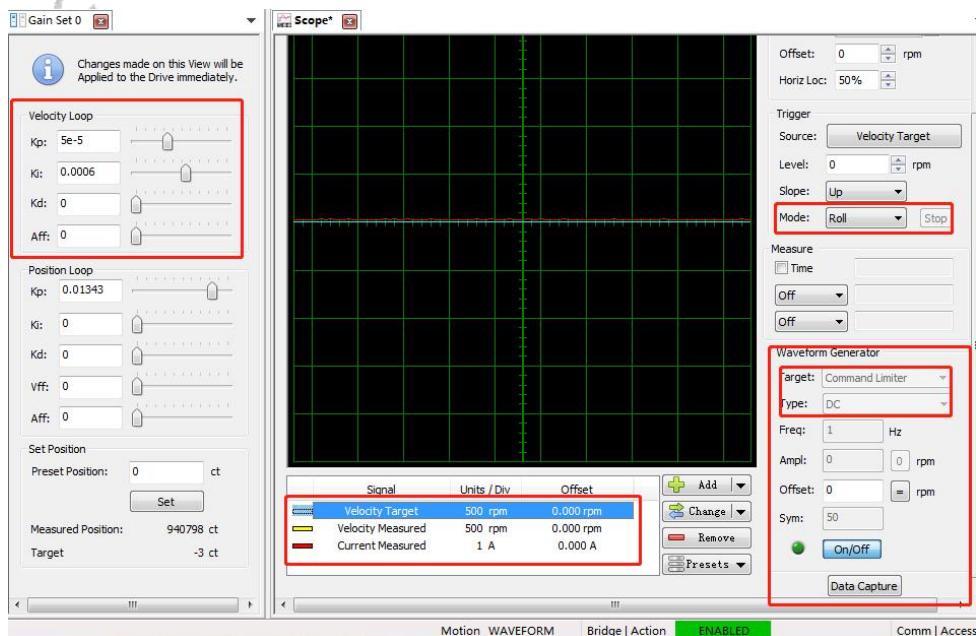 Gain Set 0
Changes made on this View will be
Applied to the Drive immediately.
Velocity Loop
Kp: 5e-5
Ki: 0.0006
Kd: 0
Aff: 0
Position Loop
Kp: 0.01343
Ki: 0
Kd: 0
Vff: 0
Aff: 0
Set Position
Preset Position: 0 ct
Set
Measured Position: 940798 ct
Target -3 ct
Scope*
Signal Units / Div Offset
Velocity Target 500 rpm 0.000 rpm
Velocity Measured 500 rpm 0.000 rpm
Current Measured 1 A 0.000 A
Add
Change
Remove
Presets
Offset: 0 rpm
Horiz Loc: 50%
Trigger
Source: Velocity Target
Level: 0 rpm
Slope: Up
Mode: Roll Stop
Measure
Time
Off
Off
Waveform Generator
Target: Command Limiter
Type: DC
Freq: 1 Hz
Ampl: 0 0 rpm
Offset: 0 = rpm
Sym: 50
On/Off
Data Capture
Motion WAVEFORM Bridge | Action ENABLED Comm | Access